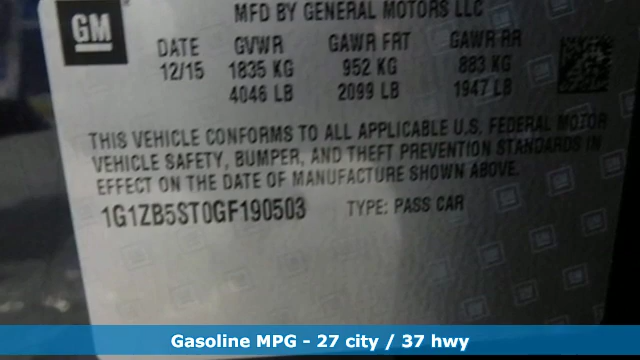 GM
MFD BY GENERAL MOTORS LLC
DATE GVWR GAWR FRT GAWR RR
12/15 1835 KG 952 KG 883 KG
4046 LB 2099 LB 1947 LB
THIS VEHICLE CONFORMS TO ALL APPLICABLE U.S. FEDERAL MOTOR
VEHICLE SAFETY, BUMPER, AND THEFT PREVENTION STANDARDS IN
EFFECT ON THE DATE OF MANUFACTURE SHOWN ABOVE.
1G1ZB5ST0GF190503 TYPE: PASS CAR
Gasoline MPG - 27 city / 37 hwy